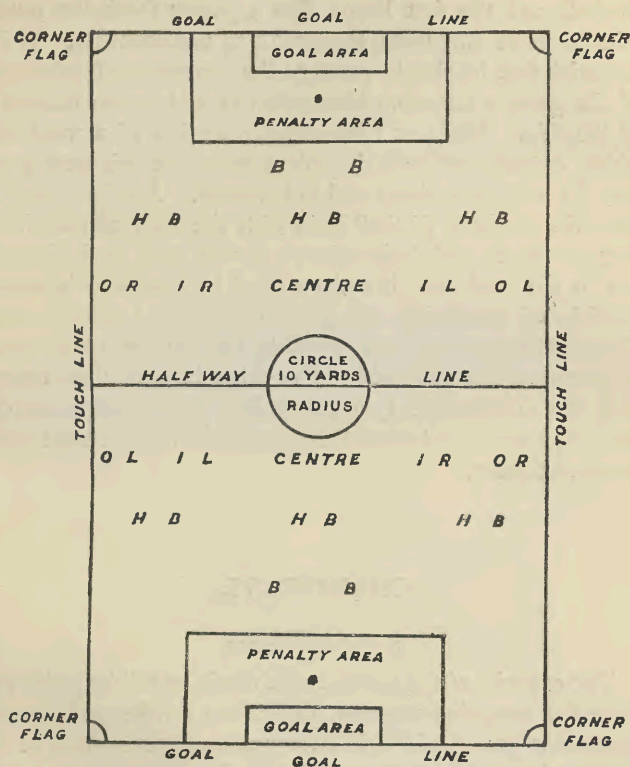 GOAL GOAL LINE
CORNER FLAG
CORNER FLAG
GOAL AREA
PENALTY AREA
B B
H B H B H B
O R I R CENTRE I L O L
TOUCH LINE
TOUCH LINE
CIRCLE
HALF WAY 10 YARDS LINE
RADIUS
O L I L CENTRE I R O R
H B H B H B
B B
PENALTY AREA
GOAL AREA
CORNER FLAG
CORNER FLAG
GOAL GOAL LINE